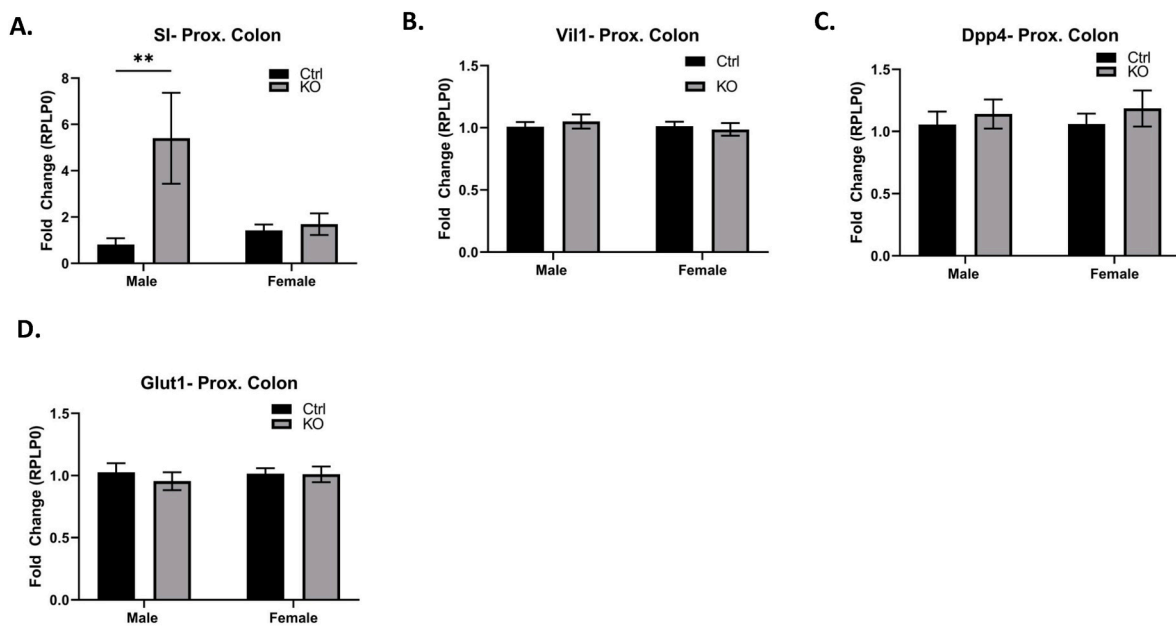 A.
SI- Prox. Colon
**
Ctrl
KO
Fold Change (RPLP0)
8
6
4
2
0
Male
Female
B.
Vil1- Prox. Colon
Ctrl
KO
Fold Change (RPLP0)
1.5
1.0
0.5
0.0
Male
Female
C.
Dpp4- Prox. Colon
Ctrl
KO
Fold Change (RPLP0)
1.5
1.0
0.5
0.0
Male
Female
D.
Glut1- Prox. Colon
Ctrl
KO
Fold Change (RPLP0)
1.5
1.0
0.5
0.0
Male
Female